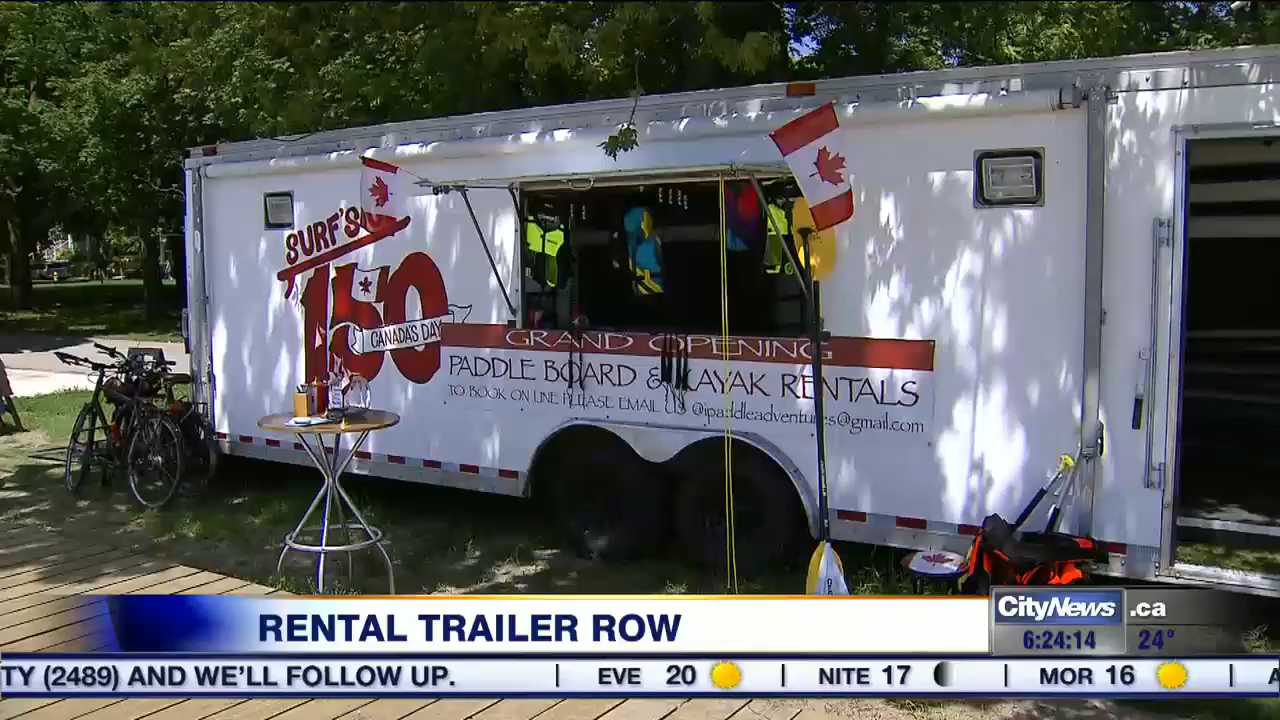 SURF'S
150
CANADA'S DAY
GRAND OPENING
PADDLE BOARD & KAYAK RENTALS
TO BOOK ON LINE PLEASE EMAIL US @ipaddleadventures@gmail.com
RENTAL TRAILER ROW
CityNews .ca
6:24:14 24°
TY (2489) AND WE'LL FOLLOW UP. | EVE 20 | NITE 17 | MOR 16 | A